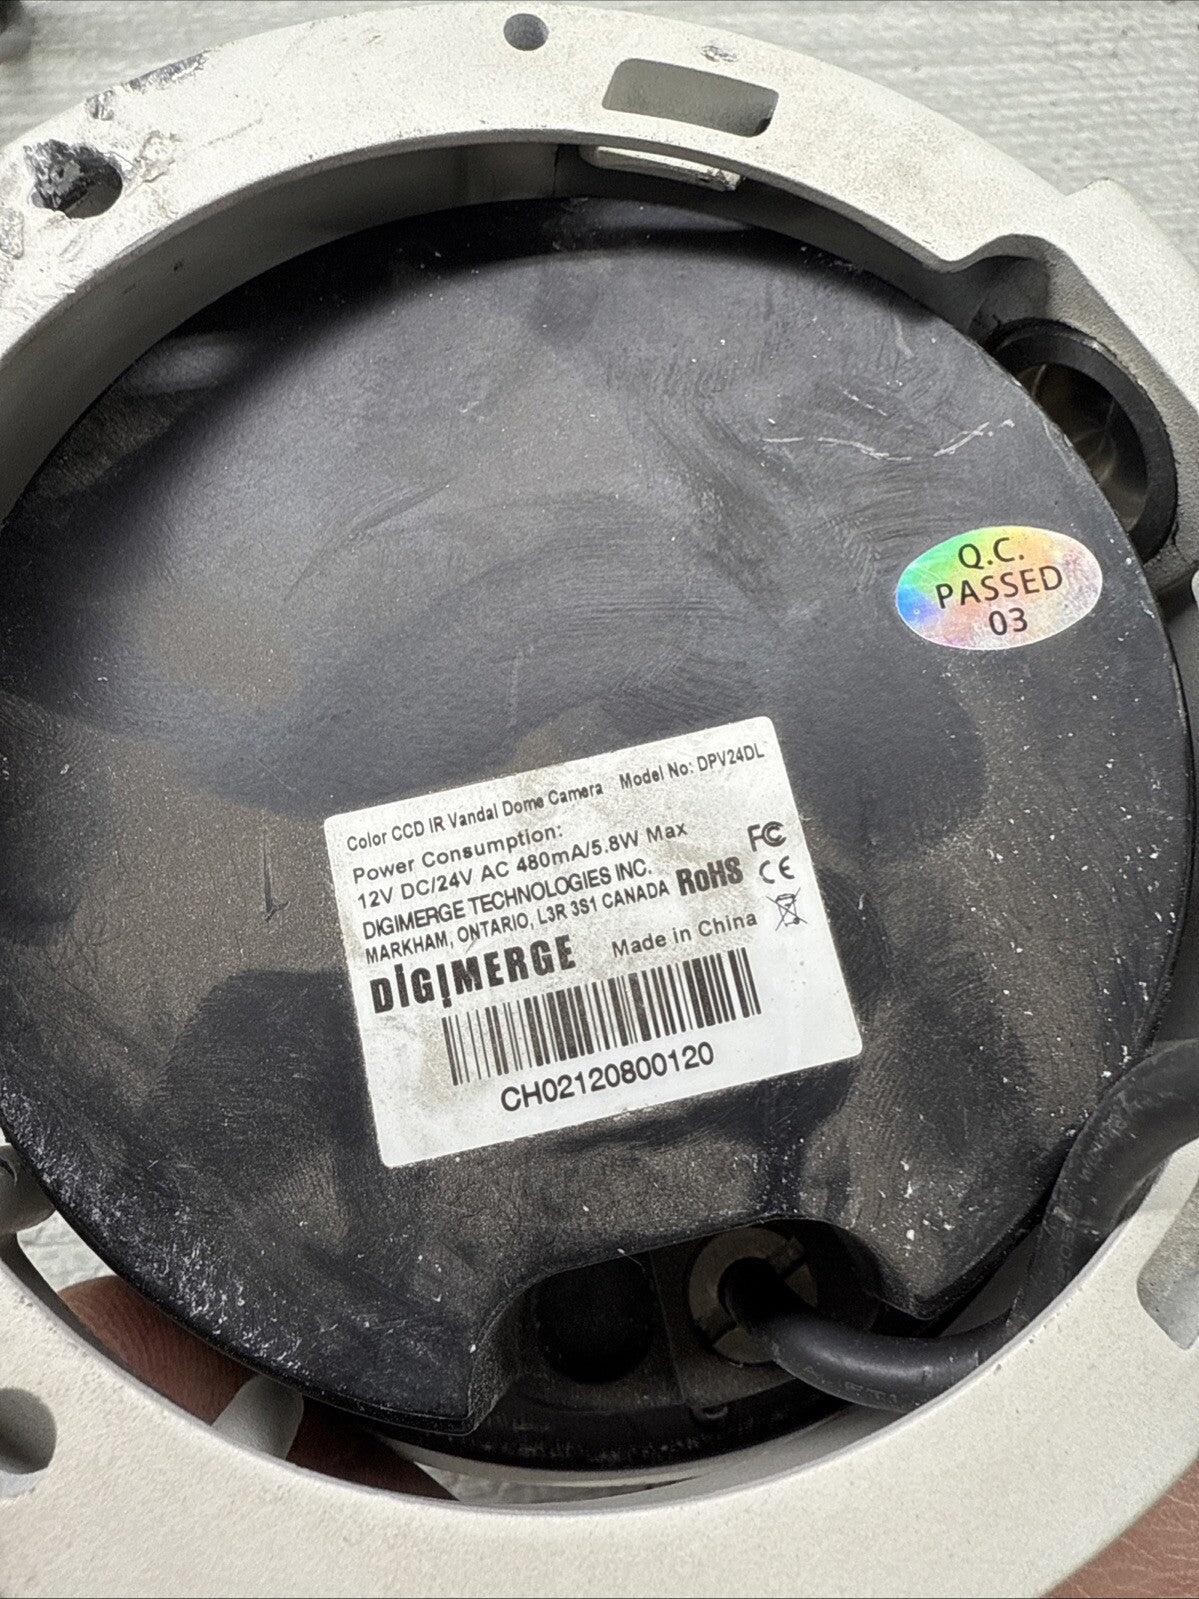 Q.C.
PASSED
03
Color CCD IR Vandal Dome Camera Model No: DPV24DL
Power Consumption:
12V DC/24V AC 480mA/5.8W Max
DIGIMERGE TECHNOLOGIES INC.
MARKHAM, ONTARIO, L3R 3S1 CANADA
RoHS
FC
CE
DIGIMERGE Made in China
CH02120800120